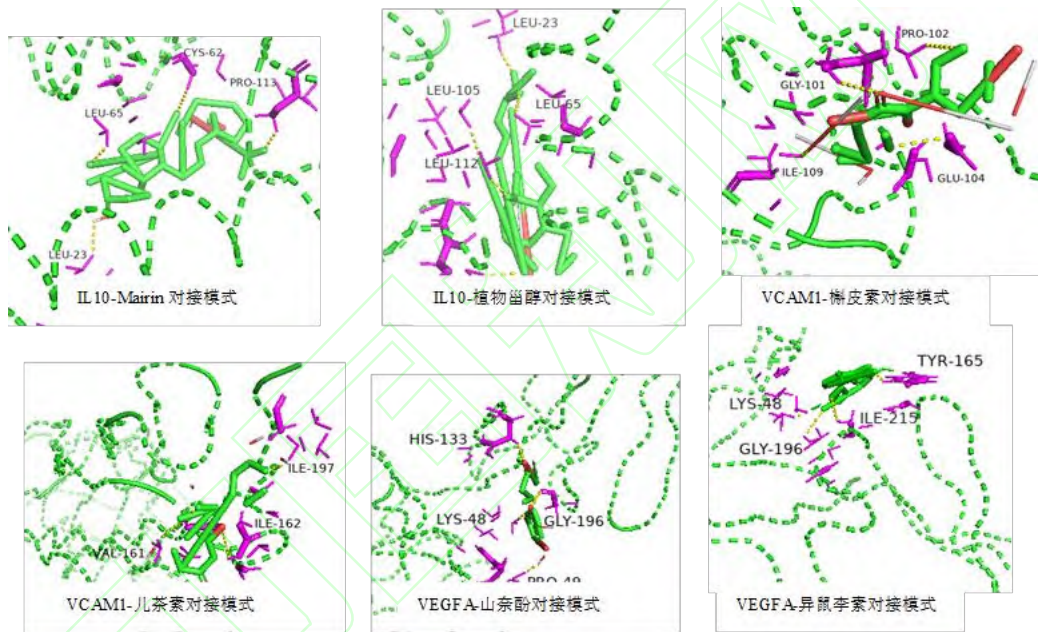 CYS-62
PRO-113
LEU-65
LEU-23
IL10-Mairin 对接模式
LEU-23
LEU-105
LEU-65
LEU-112
IL10-植物甾醇对接模式
PRO-102
GLY-101
ILE-109
GLU-104
VCAM1-槲皮素对接模式
ILE-197
ILE-162
VAL-161
VCAM1-儿茶素对接模式
HIS-133
LYS-48
GLY-196
PRO-49
VEGFA-山奈酚对接模式
TYR-165
LYS-48
ILE-215
GLY-196
VEGFA-异鼠李素对接模式